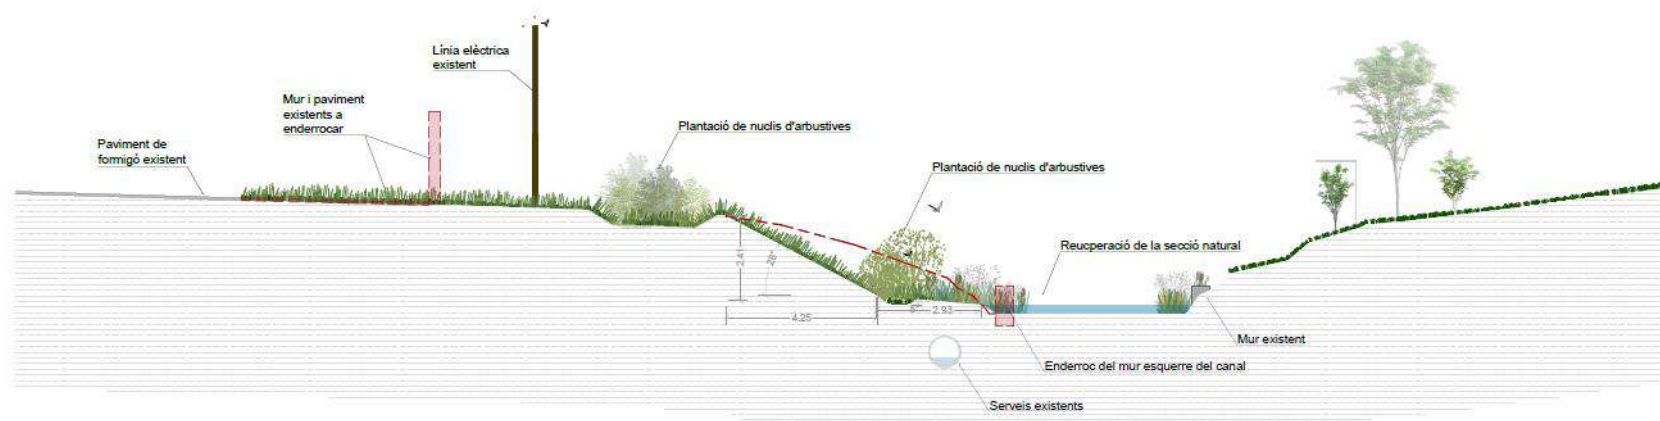 Línia elèctrica
existent
Mur i paviment
existents a
enderrocar
Paviment de
formigó existent
Plantació de nuclis d'arbustives
Plantació de nuclis d'arbustives
Reucperació de la secció natural
2.41
28°
4.25
2.93
Mur existent
Enderroc del mur esquerre del canal
Serveis existents